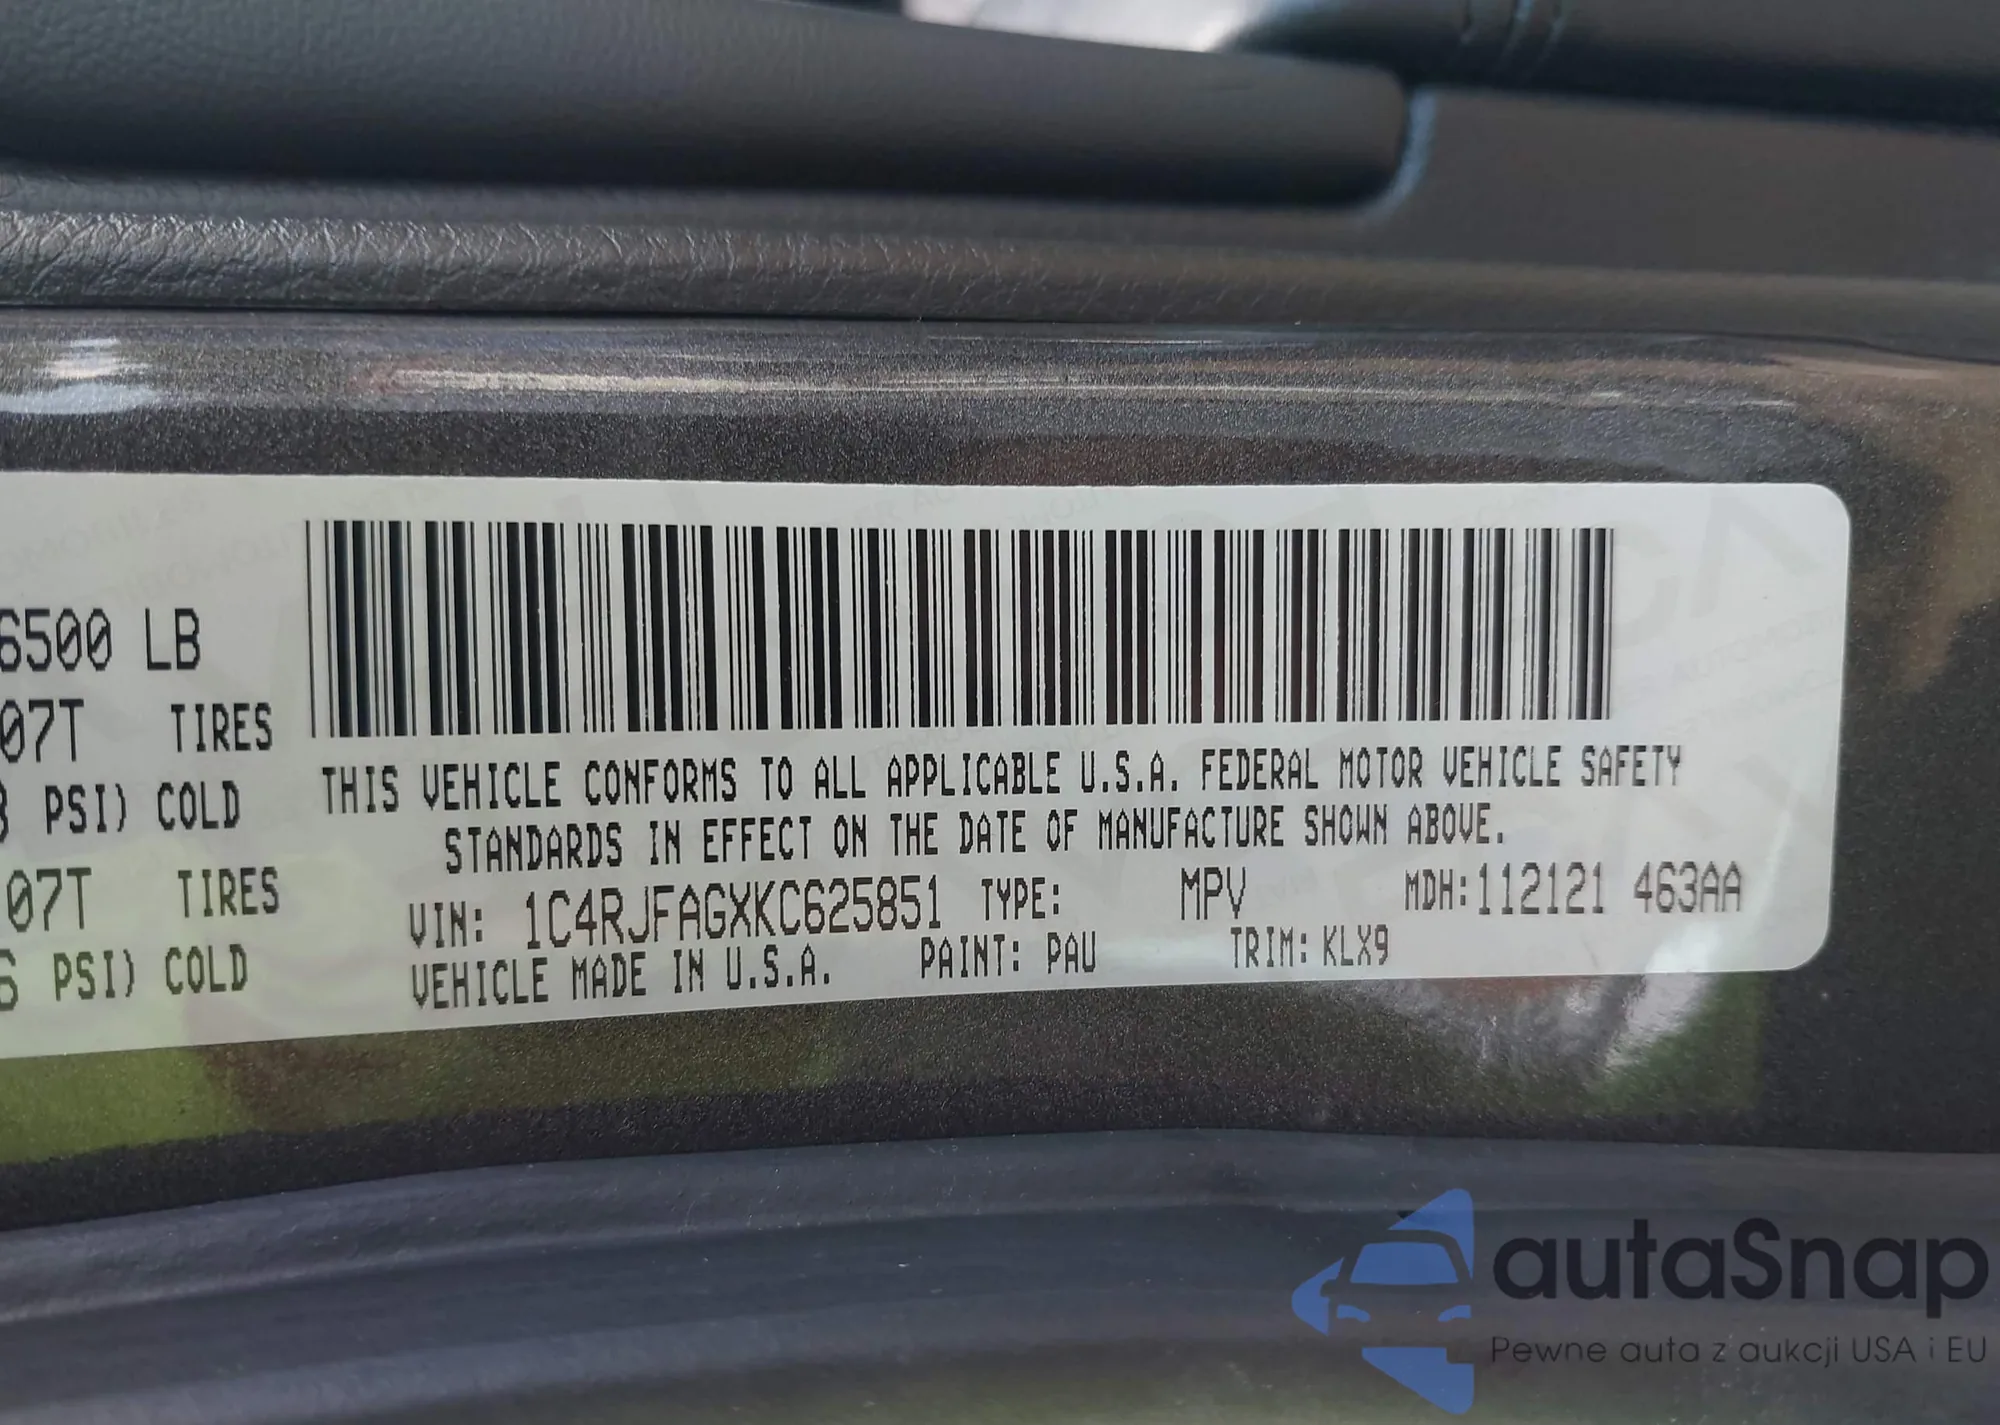 6500 LB
07T TIRES
PSI) COLD
07T TIRES
PSI) COLD
THIS VEHICLE CONFORMS TO ALL APPLICABLE U.S.A. FEDERAL MOTOR VEHICLE SAFETY
STANDARDS IN EFFECT ON THE DATE OF MANUFACTURE SHOWN ABOVE.
VIN: 1C4RJFAGXKC625851 TYPE: MPV MDH:112121 463AA
VEHICLE MADE IN U.S.A. PAINT: PAU TRIM: KLX9
autaSnap
Pewne auta z aukcji USA i EU